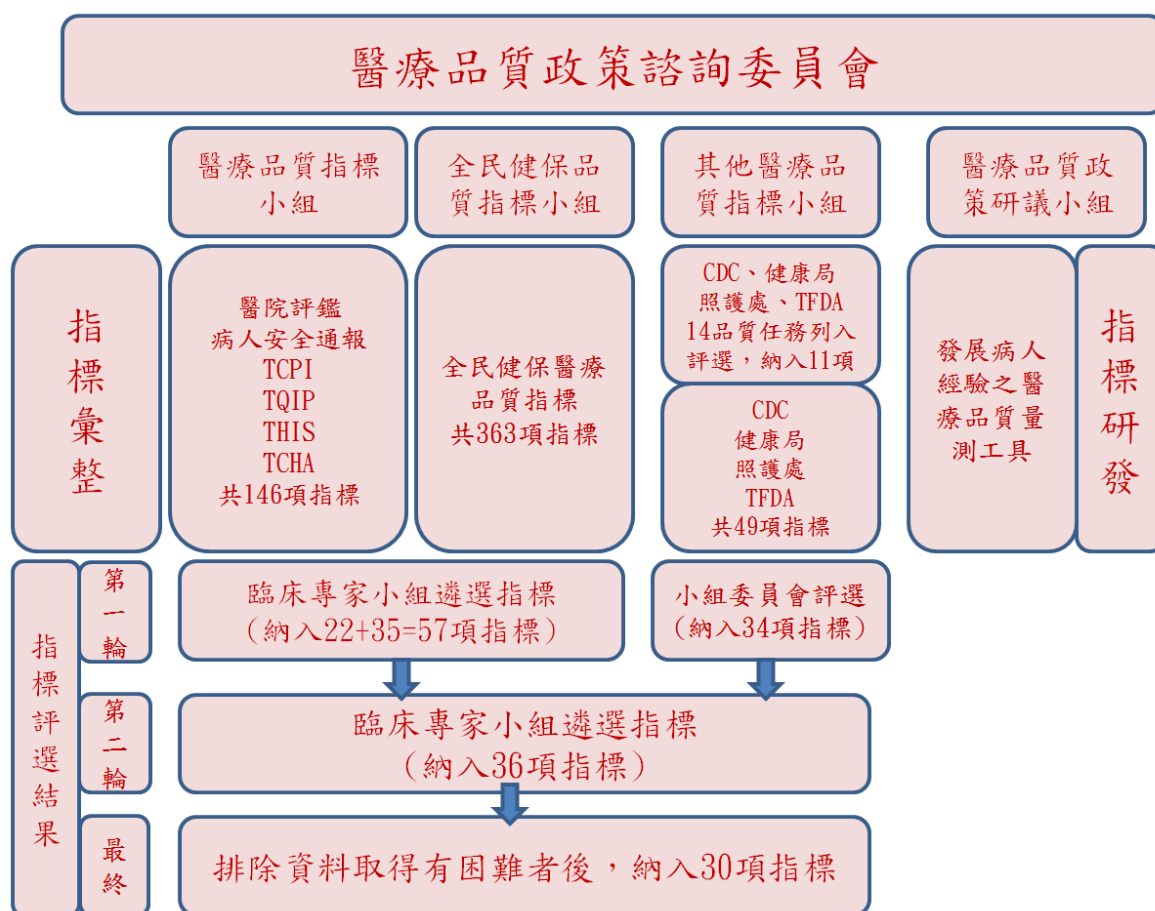 醫療品質政策諮詢委員會
醫療品質指標
小組
全民健保品
質指標小組
其他醫療品
質指標小組
醫療品質政
策研議小組
指標彙整
醫院評鑑
病人安全通報
TCPI
TQIP
THIS
TCHA
共146項指標
全民健保醫療
品質指標
共363項指標
CDC、健康局
照護處、TFDA
14品質任務列入
評選，納入11項
CDC
健康局
照護處
TFDA
共49項指標
發展病人
經驗之醫
療品質量
測工具
指標研發
指標評選結果
第一輪
臨床專家小組遴選指標
(納入22+35=57項指標)
小組委員會評選
(納入34項指標)
第二輪
臨床專家小組遴選指標
(納入36項指標)
最終
排除資料取得有困難者後，納入30項指標